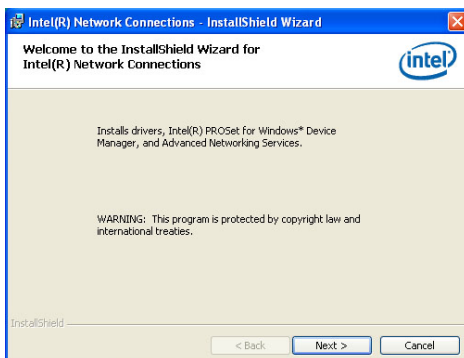 Intel(R) Network Connections - InstallShield Wizard
Welcome to the InstallShield Wizard for
Intel(R) Network Connections
intel
Installs drivers, Intel(R) PROSet for Windows* Device
Manager, and Advanced Networking Services.
WARNING: This program is protected by copyright law and
international treaties.
InstallShield
< Back
Next >
Cancel